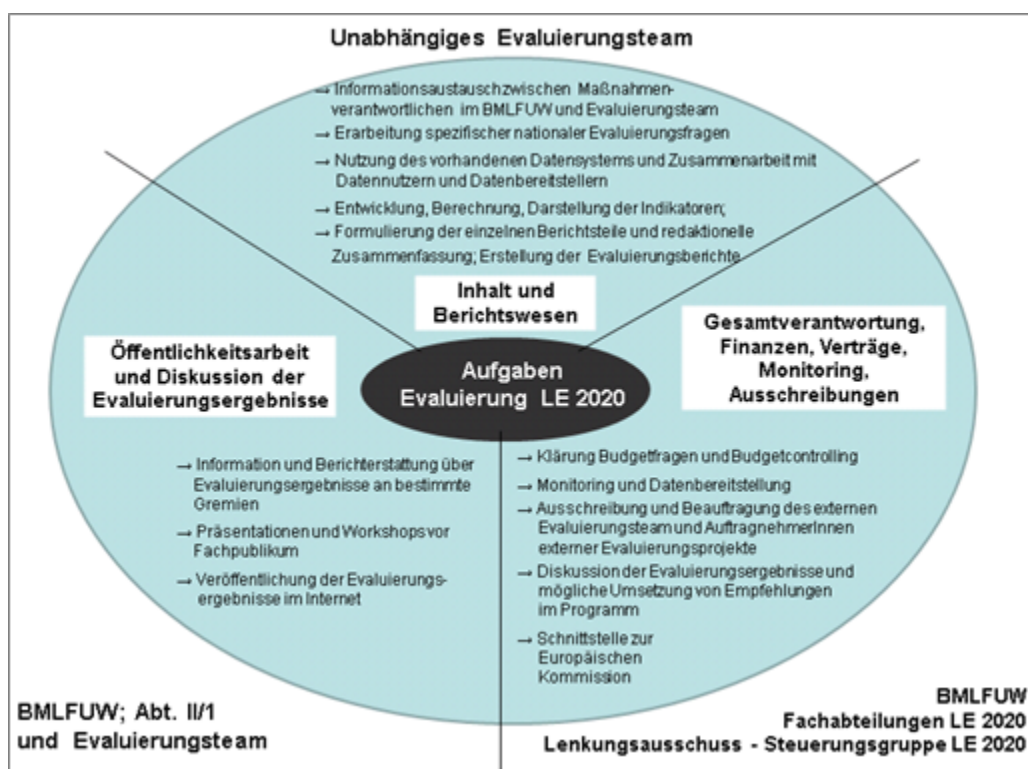 Unabhängiges Evaluierungsteam
→ Informationsaustauschzwischen Maßnahmen-
verantwortlichen im BMLFUW und Evaluierungsteam
→ Erarbeitung spezifischer nationaler Evaluierungsfragen
→ Nutzung des vorhandenen Datensystems und Zusammenarbeit mit
Datennutzern und Datenbereitstellern
→ Entwicklung, Berechnung, Darstellung der Indikatoren;
→ Formulierung der einzelnen Berichtsteile und redaktionelle
Zusammenfassung; Erstellung der Evaluierungsberichte
Inhalt und
Berichtswesen
Öffentlichkeitsarbeit
und Diskussion der
Evaluierungsergebnisse
Aufgaben
Evaluierung LE 2020
Gesamtverantwortung,
Finanzen, Verträge,
Monitoring,
Ausschreibungen
→ Information und Berichterstattung über
Evaluierungsergebnisse an bestimmte
Gremien
→ Präsentationen und Workshops vor
Fachpublikum
→ Veröffentlichung der Evaluierungs-
ergebnisse im Internet
→ Klärung Budgetfragen und Budgetcontrolling
→ Monitoring und Datenbereitstellung
→ Ausschreibung und Beauftragung des externen
Evaluierungsteam und AuftragnehmerInnen
externer Evaluierungsprojekte
→ Diskussion der Evaluierungsergebnisse und
mögliche Umsetzung von Empfehlungen
im Programm
→ Schnittstelle zur
Europäischen
Kommission
BMLFUW; Abt. II/1
und Evaluierungsteam
BMLFUW
Fachabteilungen LE 2020
Lenkungsausschuss - Steuerungsgruppe LE 2020